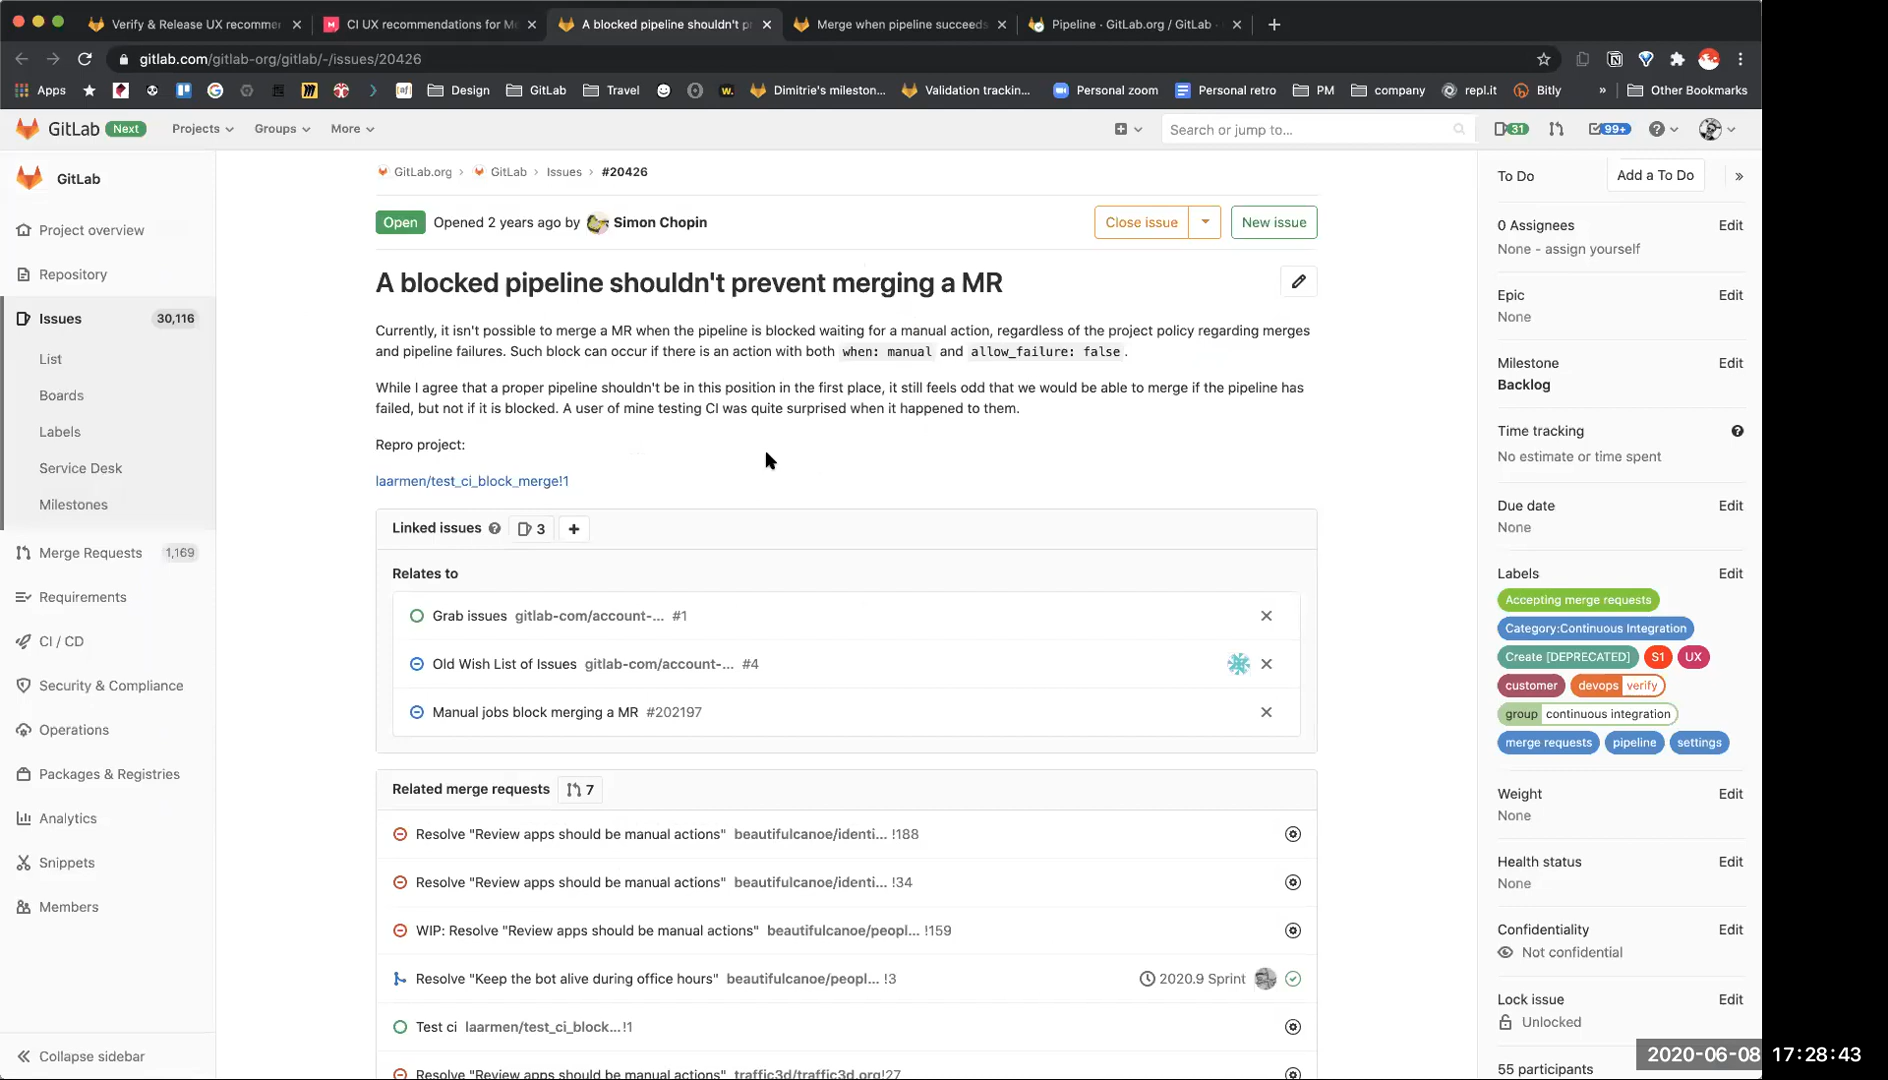 Verify & Release UX recommen
CI UX recommendations for Me
A blocked pipeline shouldn't p
Merge when pipeline succeeds
Pipeline · GitLab.org / GitLab ·
gitlab.com/gitlab-org/gitlab/-/issues/20426
Apps
Design
GitLab
Travel
Dimitrie's mileston...
Validation trackin...
Personal zoom
Personal retro
PM
company
repl.it
Bitly
»
Other Bookmarks
GitLab Next
Projects
Groups
More
Search or jump to...
31
99+
GitLab
Project overview
Repository
Issues 30,116
List
Boards
Labels
Service Desk
Milestones
Merge Requests 1,169
Requirements
CI / CD
Security & Compliance
Operations
Packages & Registries
Analytics
Snippets
Members
Collapse sidebar
GitLab.org › GitLab › Issues › #20426
Open Opened 2 years ago by Simon Chopin
Close issue
New issue
A blocked pipeline shouldn't prevent merging a MR
Currently, it isn't possible to merge a MR when the pipeline is blocked waiting for a manual action, regardless of the project policy regarding merges
and pipeline failures. Such block can occur if there is an action with both when: manual and allow_failure: false.
While I agree that a proper pipeline shouldn't be in this position in the first place, it still feels odd that we would be able to merge if the pipeline has
failed, but not if it is blocked. A user of mine testing CI was quite surprised when it happened to them.
Repro project:
laarmen/test_ci_block_merge!1
Linked issues 3
Relates to
Grab issues gitlab-com/account-... #1
Old Wish List of Issues gitlab-com/account-... #4
Manual jobs block merging a MR #202197
Related merge requests 7
Resolve "Review apps should be manual actions" beautifulcanoe/identi... !188
Resolve "Review apps should be manual actions" beautifulcanoe/identi... !34
WIP: Resolve "Review apps should be manual actions" beautifulcanoe/peopl... !159
Resolve "Keep the bot alive during office hours" beautifulcanoe/peopl... !3 2020.9 Sprint
Test ci laarmen/test_ci_block...!1
Resolve "Review apps should be manual actions" traffic3d/traffic3d.org!27
To Do
Add a To Do
»
0 Assignees Edit
None - assign yourself
Epic Edit
None
Milestone Edit
Backlog
Time tracking
No estimate or time spent
Due date Edit
None
Labels Edit
Accepting merge requests
Category:Continuous Integration
Create [DEPRECATED] S1 UX
customer devops verify
group continuous integration
merge requests pipeline settings
Weight Edit
None
Health status Edit
None
Confidentiality Edit
Not confidential
Lock issue Edit
Unlocked
55 participants
2020-06-08 17:28:43